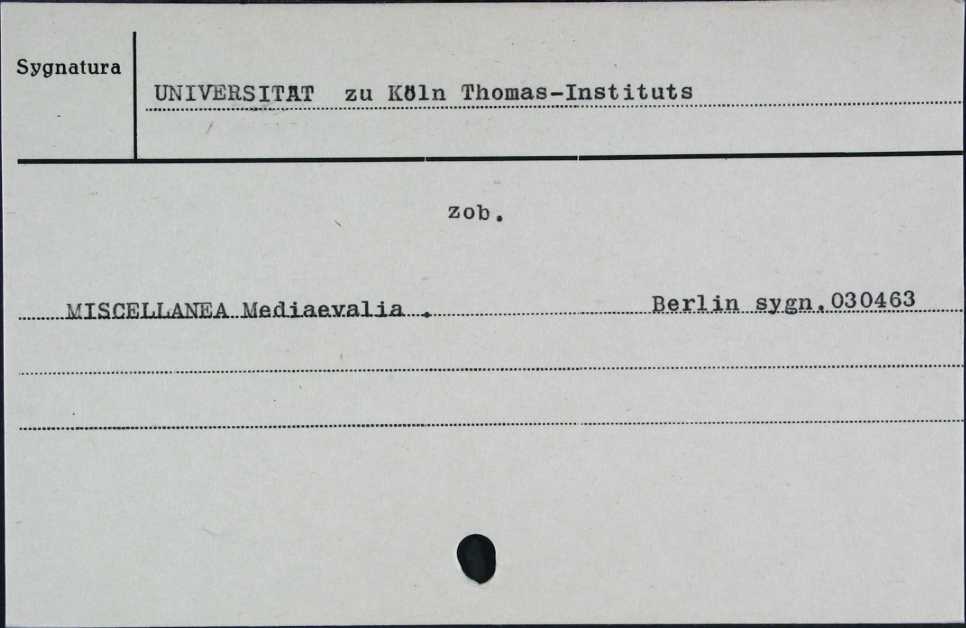 Sygnatura
UNIVERSITAT zu Köln Thomas-Instituts
zob.
MISCELLANEA Mediaevalia . Berlin sygn.030463